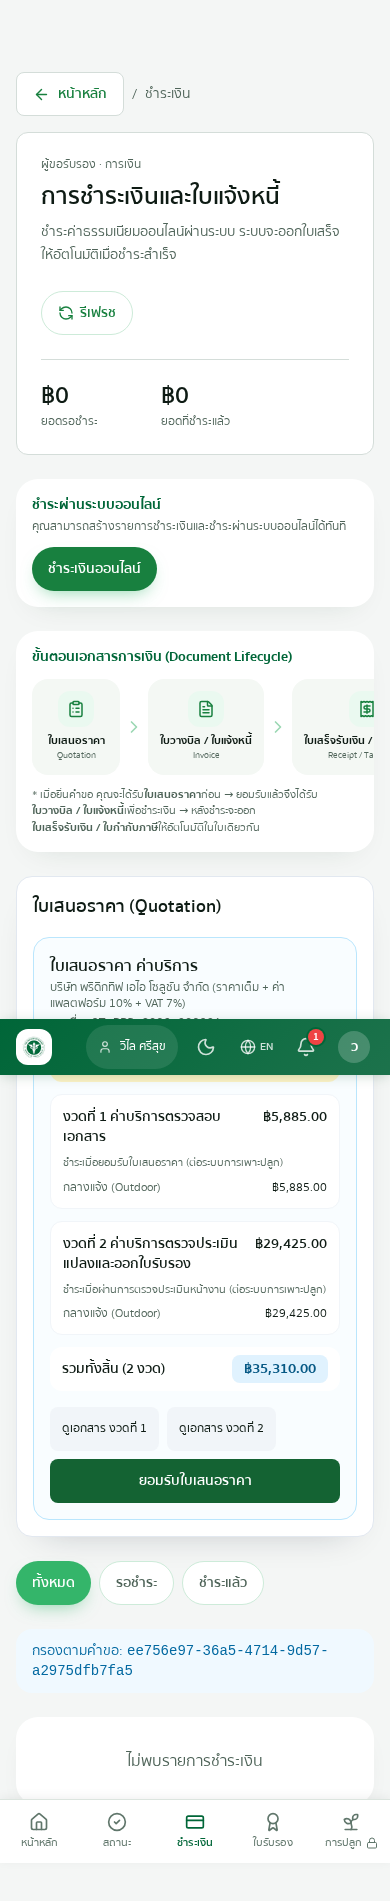 หน้าหลัก / ชำระเงิน
ผู้ขอรับรอง · การเงิน
การชำระเงินและใบแจ้งหนี้
ชำระค่าธรรมเนียมออนไลน์ผ่านระบบ ระบบจะออกใบเสร็จ
ให้อัตโนมัติเมื่อชำระสำเร็จ
รีเฟรช
฿0 ฿0
ยอดรอชำระ ยอดที่ชำระแล้ว
ชำระผ่านระบบออนไลน์
คุณสามารถสร้างรายการชำระเงินและชำระผ่านระบบออนไลน์ได้ทันที
ชำระเงินออนไลน์
ขั้นตอนเอกสารการเงิน (Document Lifecycle)
ใบเสนอราคา ใบวางบิล / ใบแจ้งหนี้ ใบเสร็จรับเงิน /
Quotation Invoice Receipt / Ta
* เมื่อยื่นคำขอ คุณจะได้รับใบเสนอราคาก่อน → ยอมรับแล้วจึงได้รับ
ใบวางบิล / ใบแจ้งหนี้เพื่อชำระเงิน → หลังชำระจะออก
ใบเสร็จรับเงิน / ใบกำกับภาษีให้อัตโนมัติในใบเดียวกัน
ใบเสนอราคา (Quotation)
ใบเสนอราคา ค่าบริการ
บริษัท พรีดิกทิฟ เอไอ โซลูชัน จำกัด (ราคาเต็ม + ค่า
แพลตฟอร์ม 10% + VAT 7%)
วิไล ศรีสุข EN 1 ว
งวดที่ 1 ค่าบริการตรวจสอบ ฿5,885.00
เอกสาร
ชำระเมื่อยอมรับใบเสนอราคา (ต่อระบบการเพาะปลูก)
กลางแจ้ง (Outdoor) ฿5,885.00
งวดที่ 2 ค่าบริการตรวจประเมิน ฿29,425.00
แปลงและออกใบรับรอง
ชำระเมื่อผ่านการตรวจประเมินหน้างาน (ต่อระบบการเพาะปลูก)
กลางแจ้ง (Outdoor) ฿29,425.00
รวมทั้งสิ้น (2 งวด) ฿35,310.00
ดูเอกสาร งวดที่ 1 ดูเอกสาร งวดที่ 2
ยอมรับใบเสนอราคา
ทั้งหมด รอชำระ ชำระแล้ว
กรองตามคำขอ: ee756e97-36a5-4714-9d57-
a2975dfb7fa5
ไม่พบรายการชำระเงิน
หน้าหลัก สถานะ ชำระเงิน ใบรับรอง การปลูก